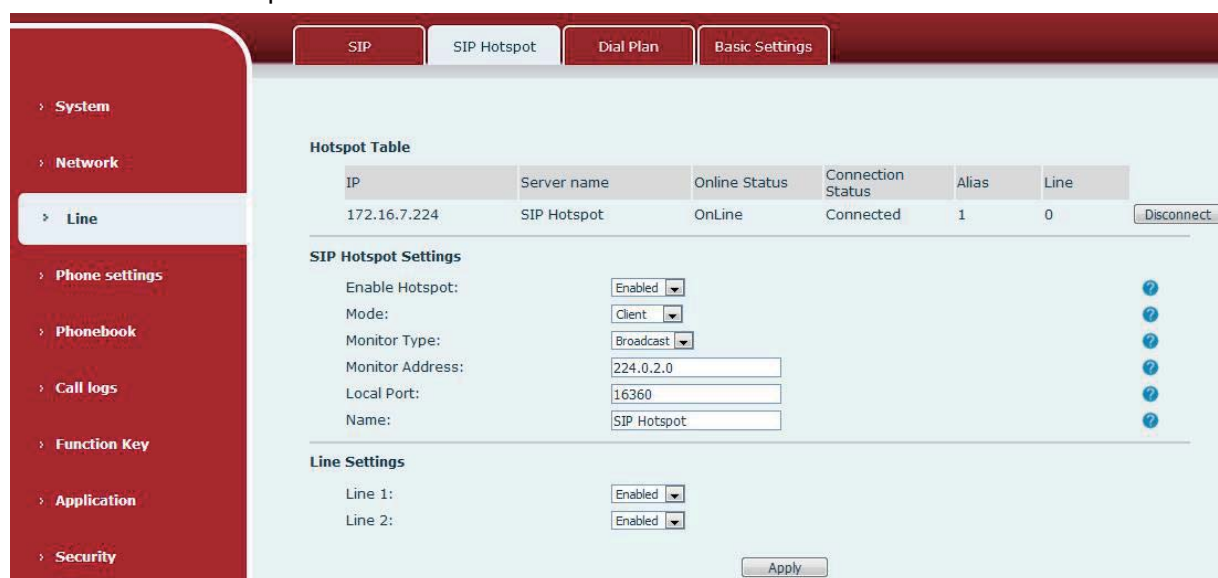 SIP
SIP Hotspot
Dial Plan
Basic Settings
System
Network
Line
Phone settings
Phonebook
Call logs
Function Key
Application
Security
Hotspot Table
IP Server name Online Status Connection Status Alias Line
172.16.7.224 SIP Hotspot OnLine Connected 1 0 Disconnect
SIP Hotspot Settings
Enable Hotspot: Enabled
Mode: Client
Monitor Type: Broadcast
Monitor Address: 224.0.2.0
Local Port: 16360
Name: SIP Hotspot
Line Settings
Line 1: Enabled
Line 2: Enabled
Apply